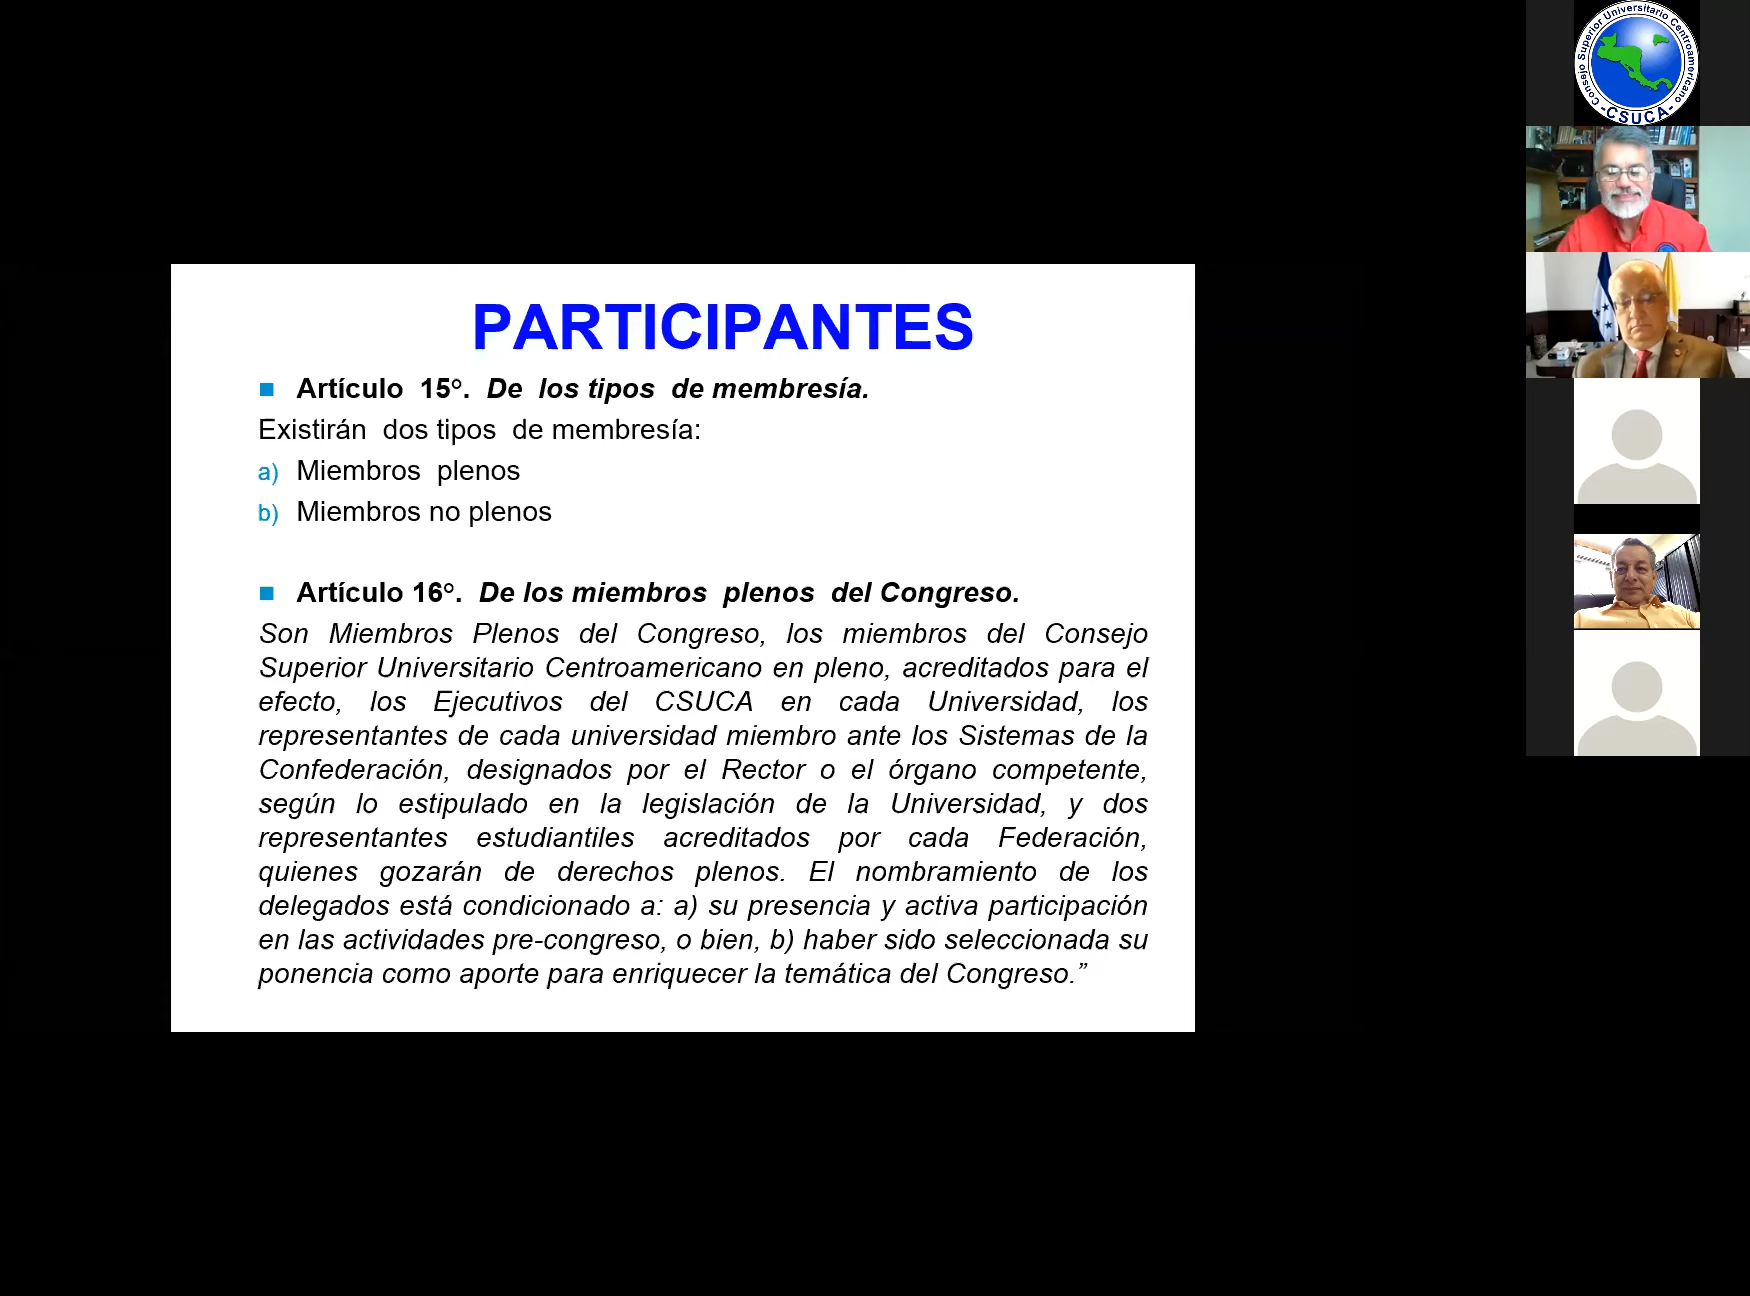 PARTICIPANTES
Artículo 15°. De los tipos de membresía.
Existirán dos tipos de membresía:
a) Miembros plenos
b) Miembros no plenos
Artículo 16°. De los miembros plenos del Congreso.
Son Miembros Plenos del Congreso, los miembros del Consejo
Superior Universitario Centroamericano en pleno, acreditados para el
efecto, los Ejecutivos del CSUCA en cada Universidad, los
representantes de cada universidad miembro ante los Sistemas de la
Confederación, designados por el Rector o el órgano competente,
según lo estipulado en la legislación de la Universidad, y dos
representantes estudiantiles acreditados por cada Federación,
quienes gozarán de derechos plenos. El nombramiento de los
delegados está condicionado a: a) su presencia y activa participación
en las actividades pre-congreso, o bien, b) haber sido seleccionada su
ponencia como aporte para enriquecer la temática del Congreso.”
Consejo Superior Universitario Centroamericano
-CSUCA-